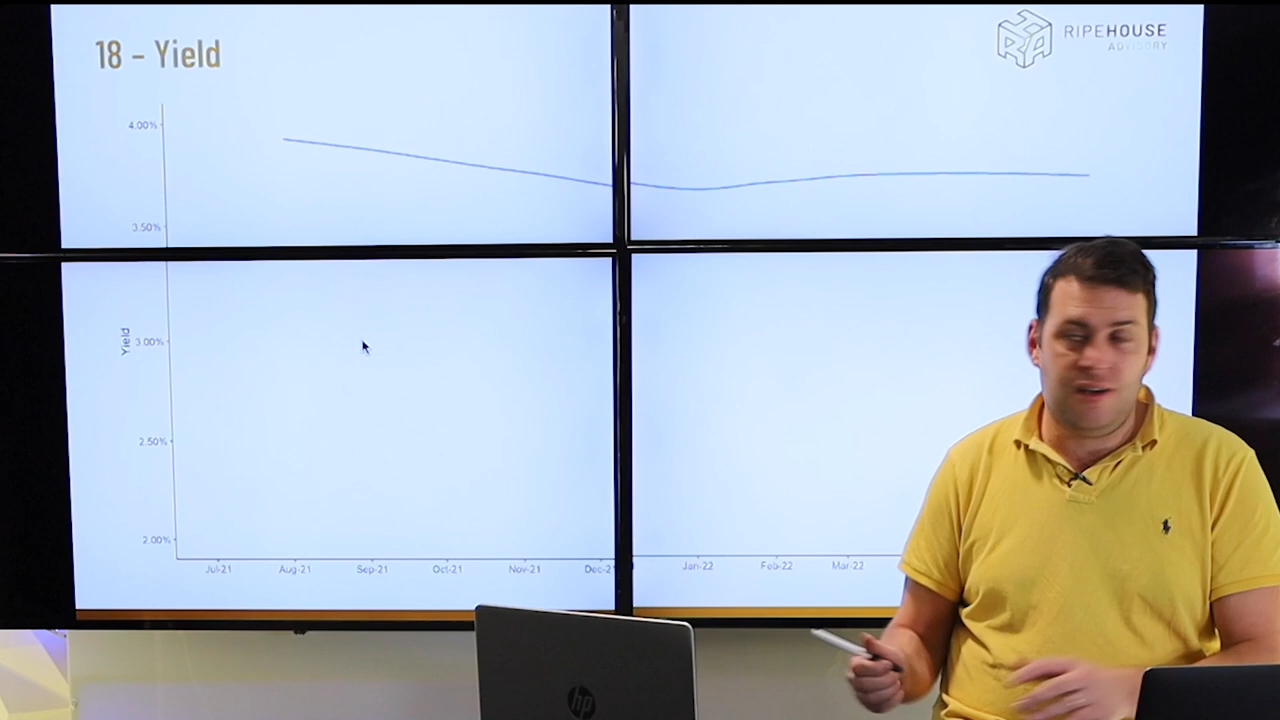 18 – Yield
RIPEHOUSE
ADVISORY
4.00%
3.50%
Yield
3.00%
2.50%
2.00%
Jul-21 Aug-21 Sep-21 Oct-21 Nov-21 Dec-21 Jan-22 Feb-22 Mar-22
hp